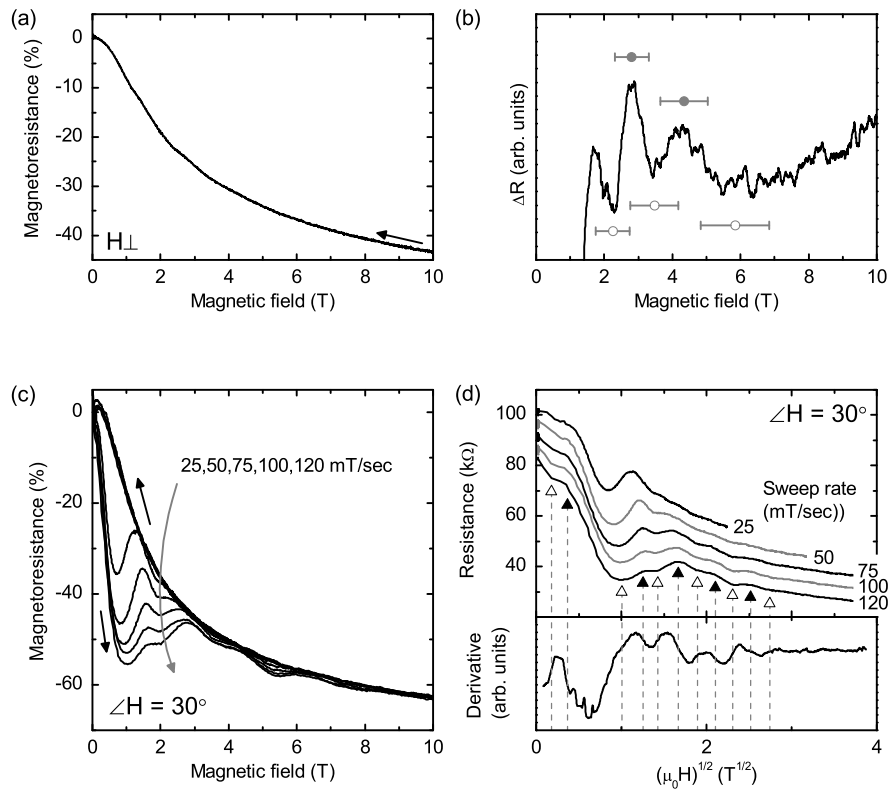 (a)
0
-10
-20
-30
-40
Magnetoresistance (%)
H⊥
0 2 4 6 8 10
Magnetic field (T)
(b)
ΔR (arb. units)
0 2 4 6 8 10
Magnetic field (T)
(c)
0
-20
-40
-60
Magnetoresistance (%)
25,50,75,100,120 mT/sec
∠H = 30°
0 2 4 6 8 10
Magnetic field (T)
(d)
100
80
60
40
Resistance (kΩ)
∠H = 30°
Sweep rate
(mT/sec))
25
50
75
100
120
Derivative
(arb. units)
0 2 4
(μ₀H)^1/2 (T^1/2)